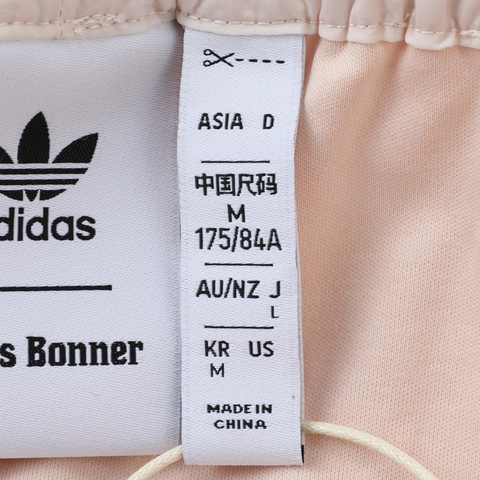 adidas
s Bonner
ASIA D
中国尺码
M
175/84A
AU/NZ J
L
KR US
M
MADE IN
CHINA